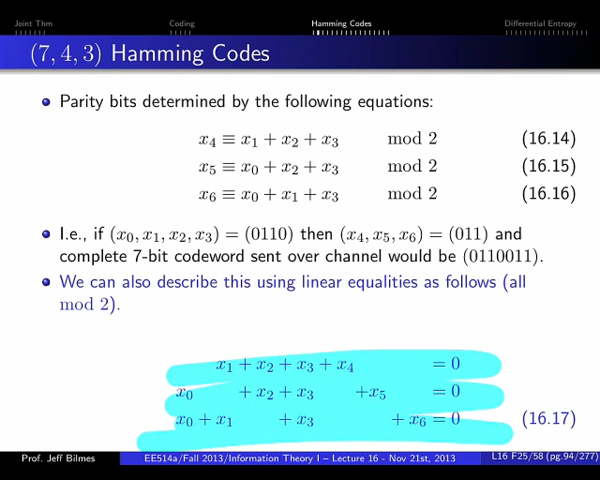 Joint Thm Coding Hamming Codes Differential Entropy
(7, 4, 3) Hamming Codes
Parity bits determined by the following equations:
x₄ ≡ x₁ + x₂ + x₃ mod 2 (16.14)
x₅ ≡ x₀ + x₂ + x₃ mod 2 (16.15)
x₆ ≡ x₀ + x₁ + x₃ mod 2 (16.16)
I.e., if (x₀, x₁, x₂, x₃) = (0110) then (x₄, x₅, x₆) = (011) and
complete 7-bit codeword sent over channel would be (0110011).
We can also describe this using linear equalities as follows (all
mod 2).
x₁ + x₂ + x₃ + x₄ = 0
x₀ + x₂ + x₃ +x₅ = 0
x₀ + x₁ + x₃ + x₆ = 0 (16.17)
Prof. Jeff Bilmes EE514a/Fall 2013/Information Theory I – Lecture 16 - Nov 21st, 2013 L16 F25/58 (pg.94/277)